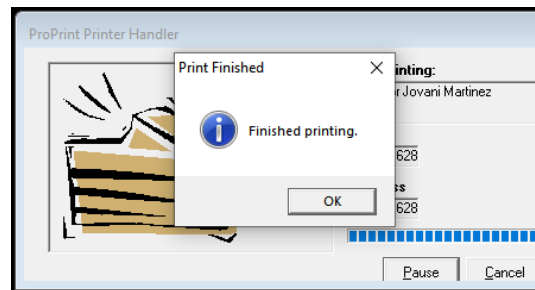 ProPrint Printer Handler
Print Finished
inting:
r Jovani Martinez
Finished printing.
628
ss
628
OK
Pause
Cancel